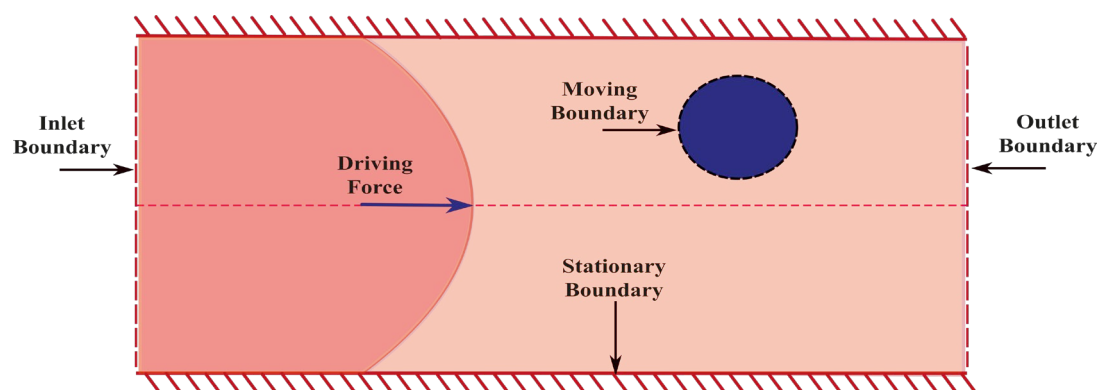 Inlet
Boundary
Driving
Force
Moving
Boundary
Stationary
Boundary
Outlet
Boundary